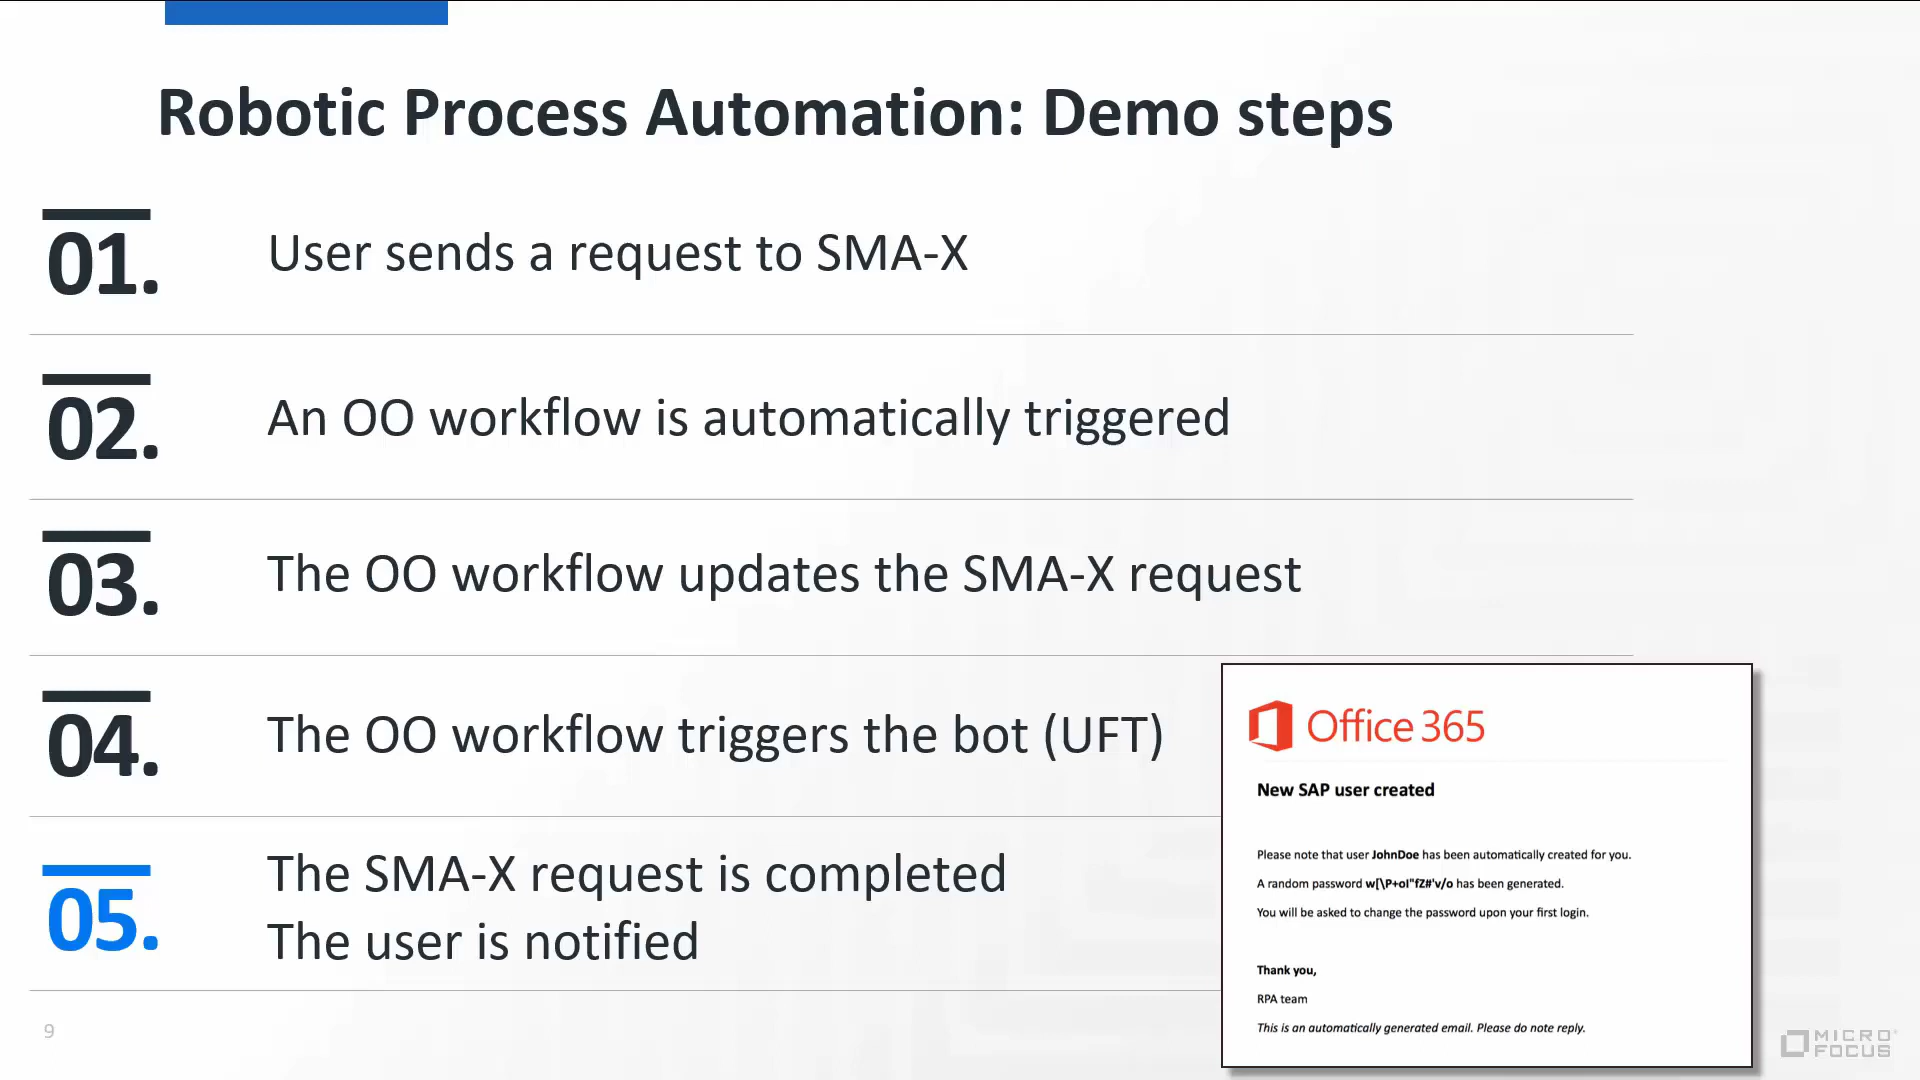 Robotic Process Automation: Demo steps
01.
User sends a request to SMA-X
02.
An OO workflow is automatically triggered
03.
The OO workflow updates the SMA-X request
04.
The OO workflow triggers the bot (UFT)
05.
The SMA-X request is completed
The user is notified
Office 365
New SAP user created
Please note that user JohnDoe has been automatically created for you.
A random password w[\P+oI"fZ#'v/o has been generated.
You will be asked to change the password upon your first login.
Thank you,
RPA team
This is an automatically generated email. Please do note reply.
9
MICRO
FOCUS